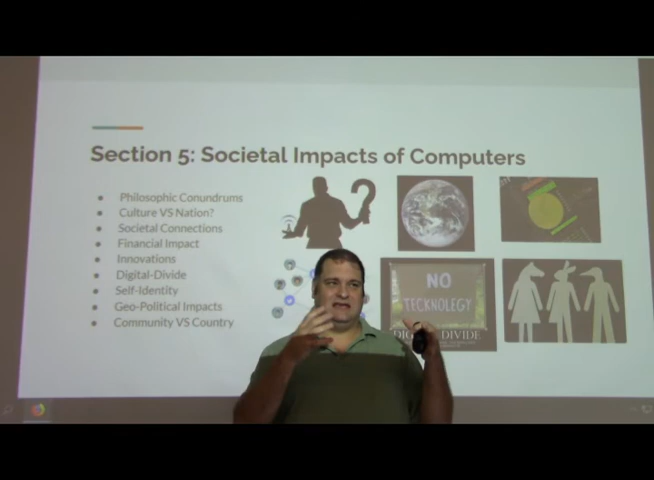 Section 5: Societal Impacts of Computers
● Philosophic Conundrums
● Culture VS Nation?
● Societal Connections
● Financial Impact
● Innovations
● Digital-Divide
● Self-Identity
● Geo-Political Impacts
● Community VS Country
NO
TECKNOLEGY
DIVIDE